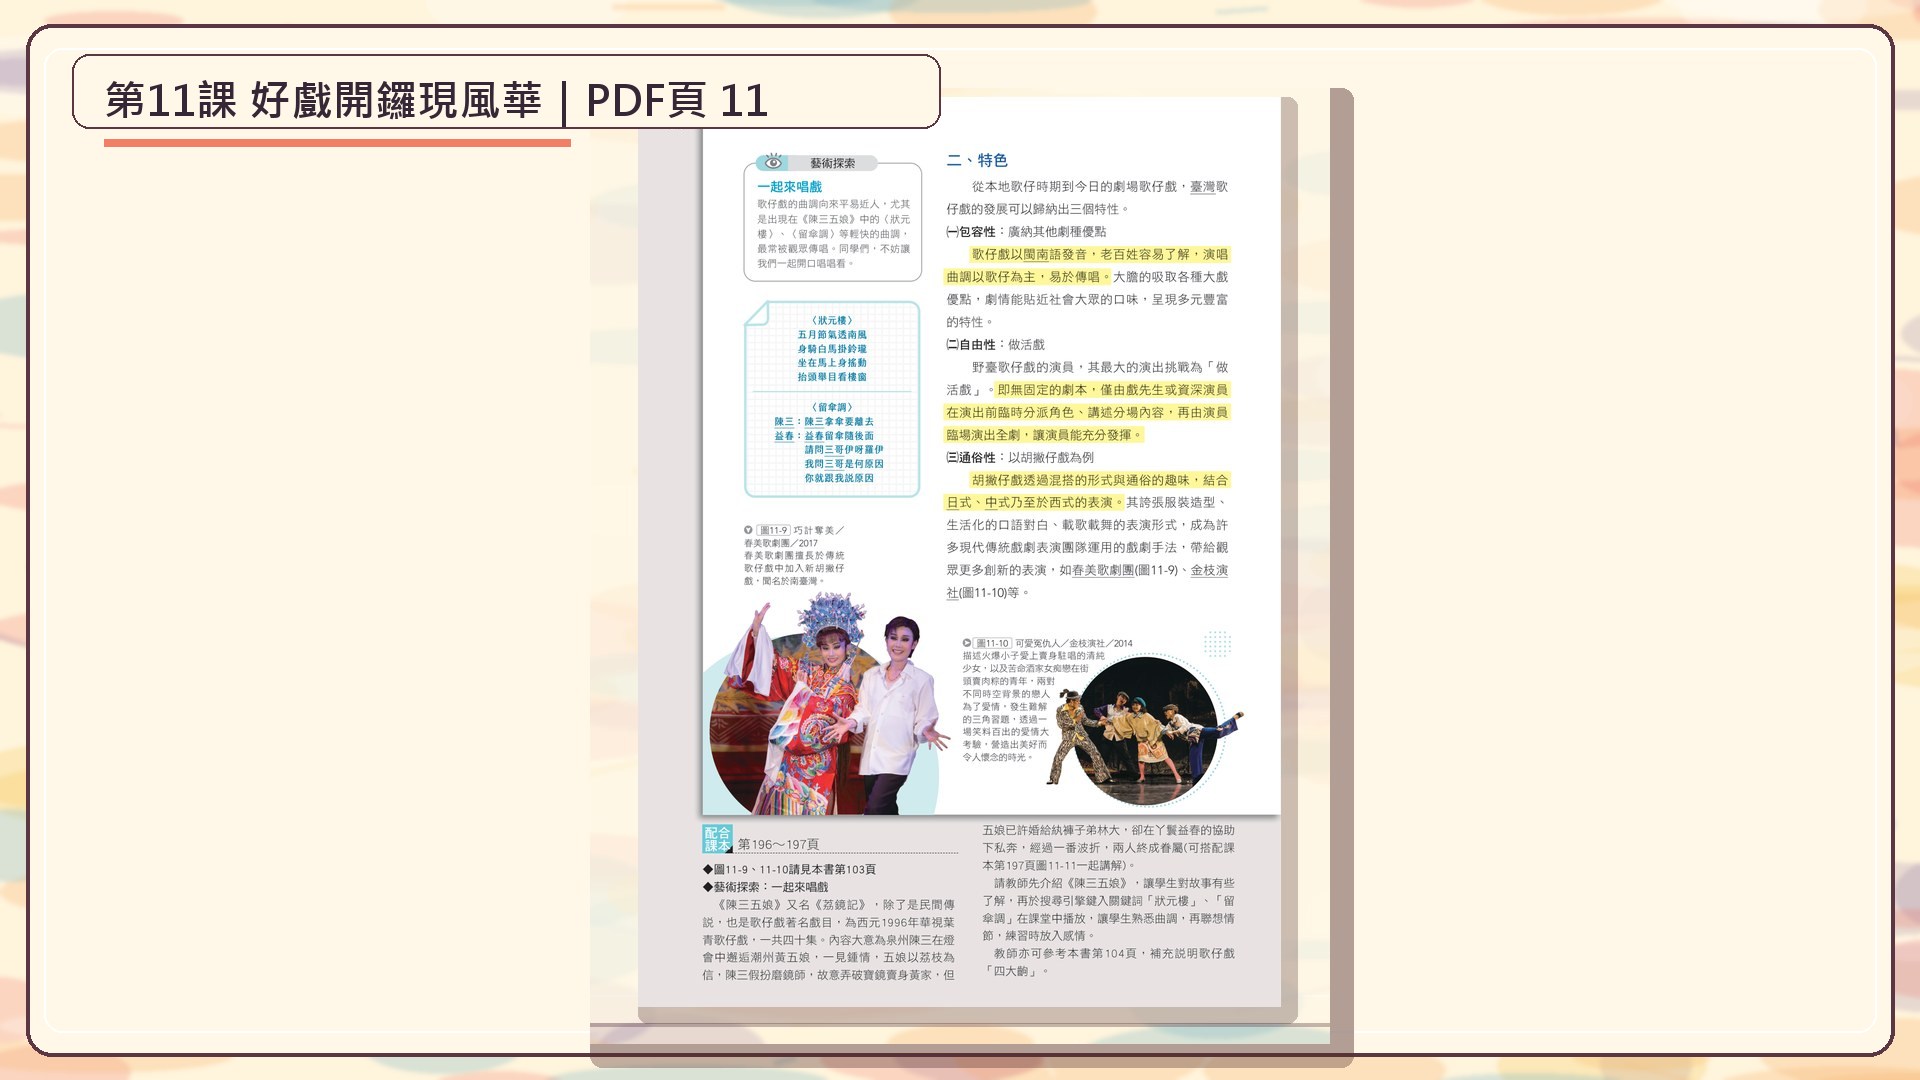 第11課 好戲開鑼現風華｜PDF頁 11
藝術探索
一起來唱戲
歌仔戲的曲調向來平易近人，尤其
是出現在《陳三五娘》中的〈狀元
樓〉、〈留傘調〉等輕快的曲調，
最常被觀眾傳唱。同學們，不妨讓
我們一起開口唱唱看。
〈狀元樓〉
五月節氣透南風
身騎白馬掛鈴瓏
坐在馬上身搖動
抬頭舉目看樓窗
〈留傘調〉
陳三：陳三拿傘要離去
益春：益春留傘隨後面
請問三哥伊呀羅伊
我問三哥是何原因
你就跟我說原因
圖11-9 巧計奪美／
春美歌劇團／2017
春美歌劇團擅長於傳統
歌仔戲中加入新胡撇仔
戲，聞名於南臺灣。
二、特色
從本地歌仔時期到今日的劇場歌仔戲，臺灣歌
仔戲的發展可以歸納出三個特性。
㈠包容性：廣納其他劇種優點
歌仔戲以閩南語發音，老百姓容易了解，演唱
曲調以歌仔為主，易於傳唱。大膽的吸取各種大戲
優點，劇情能貼近社會大眾的口味，呈現多元豐富
的特性。
㈡自由性：做活戲
野臺歌仔戲的演員，其最大的演出挑戰為「做
活戲」。即無固定的劇本，僅由戲先生或資深演員
在演出前臨時分派角色、講述分場內容，再由演員
臨場演出全劇，讓演員能充分發揮。
㈢通俗性：以胡撇仔戲為例
胡撇仔戲透過混搭的形式與通俗的趣味，結合
日式、中式乃至於西式的表演。其誇張服裝造型、
生活化的口語對白、載歌載舞的表演形式，成為許
多現代傳統戲劇表演團隊運用的戲劇手法，帶給觀
眾更多創新的表演，如春美歌劇團(圖11-9)、金枝演
社(圖11-10)等。
圖11-10 可愛冤仇人／金枝演社／2014
描述火爆小子愛上賣身駐唱的清純
少女，以及苦命酒家女痴戀在街
頭賣肉粽的青年，兩對
不同時空背景的戀人
為了愛情，發生難解
的三角習題，透過一
場笑料百出的愛情大
考驗，營造出美好而
令人懷念的時光。
配合
課本 第196～197頁
◆圖11-9、11-10請見本書第103頁
◆藝術探索：一起來唱戲
《陳三五娘》又名《荔鏡記》，除了是民間傳
說，也是歌仔戲著名戲目，為西元1996年華視葉
青歌仔戲，一共四十集。內容大意為泉州陳三在燈
會中邂逅潮州黃五娘，一見鍾情，五娘以荔枝為
信，陳三假扮磨鏡師，故意弄破寶鏡賣身黃家，但
五娘已許婚給紈褲子弟林大，卻在丫鬟益春的協助
下私奔，經過一番波折，兩人終成眷屬(可搭配課
本第197頁圖11-11一起講解)。
請教師先介紹《陳三五娘》，讓學生對故事有些
了解，再於搜尋引擎鍵入關鍵詞「狀元樓」、「留
傘調」在課堂中播放，讓學生熟悉曲調，再聯想情
節，練習時放入感情。
教師亦可參考本書第104頁，補充說明歌仔戲
「四大齣」。